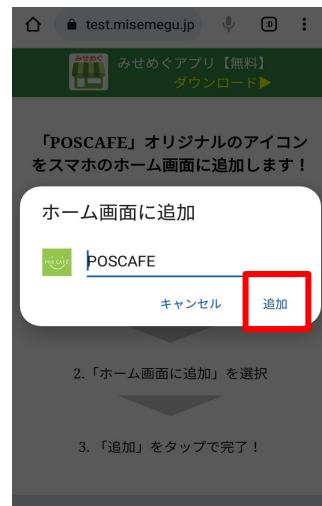 test.misemegu.jp
:D
みせめぐ
みせめぐアプリ【無料】
ダウンロード▶
「POSCAFE」オリジナルのアイコン
をスマホのホーム画面に追加します！
ホーム画面に追加
POS CAFE
POSCAFE
キャンセル
追加
2.「ホーム画面に追加」を選択
3. 「追加」をタップで完了！